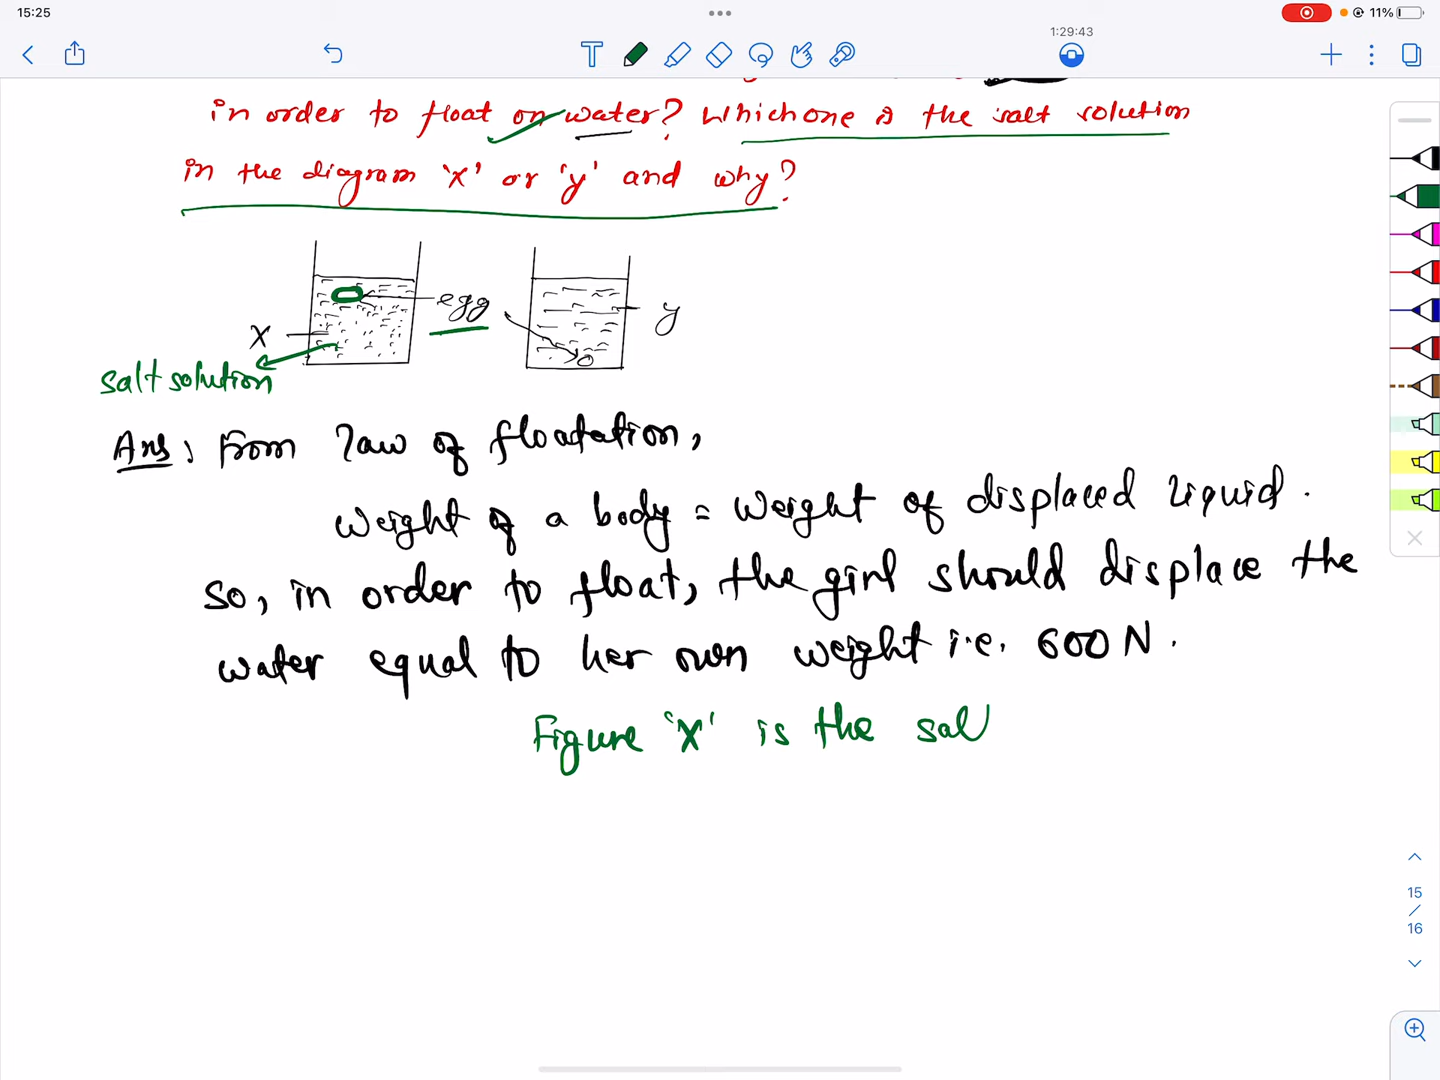 15:25
11%
1:29:43
in order to float on water? Which one is the salt solution
in the diagram 'x' or 'y' and why?
egg
X
y
salt solution
Ans: From law of floatation,
weight of a body = weight of displaced liquid.
so, in order to float, the girl should displace the
water equal to her own weight i.e. 600 N.
Figure 'X' is the sal
15
/
16